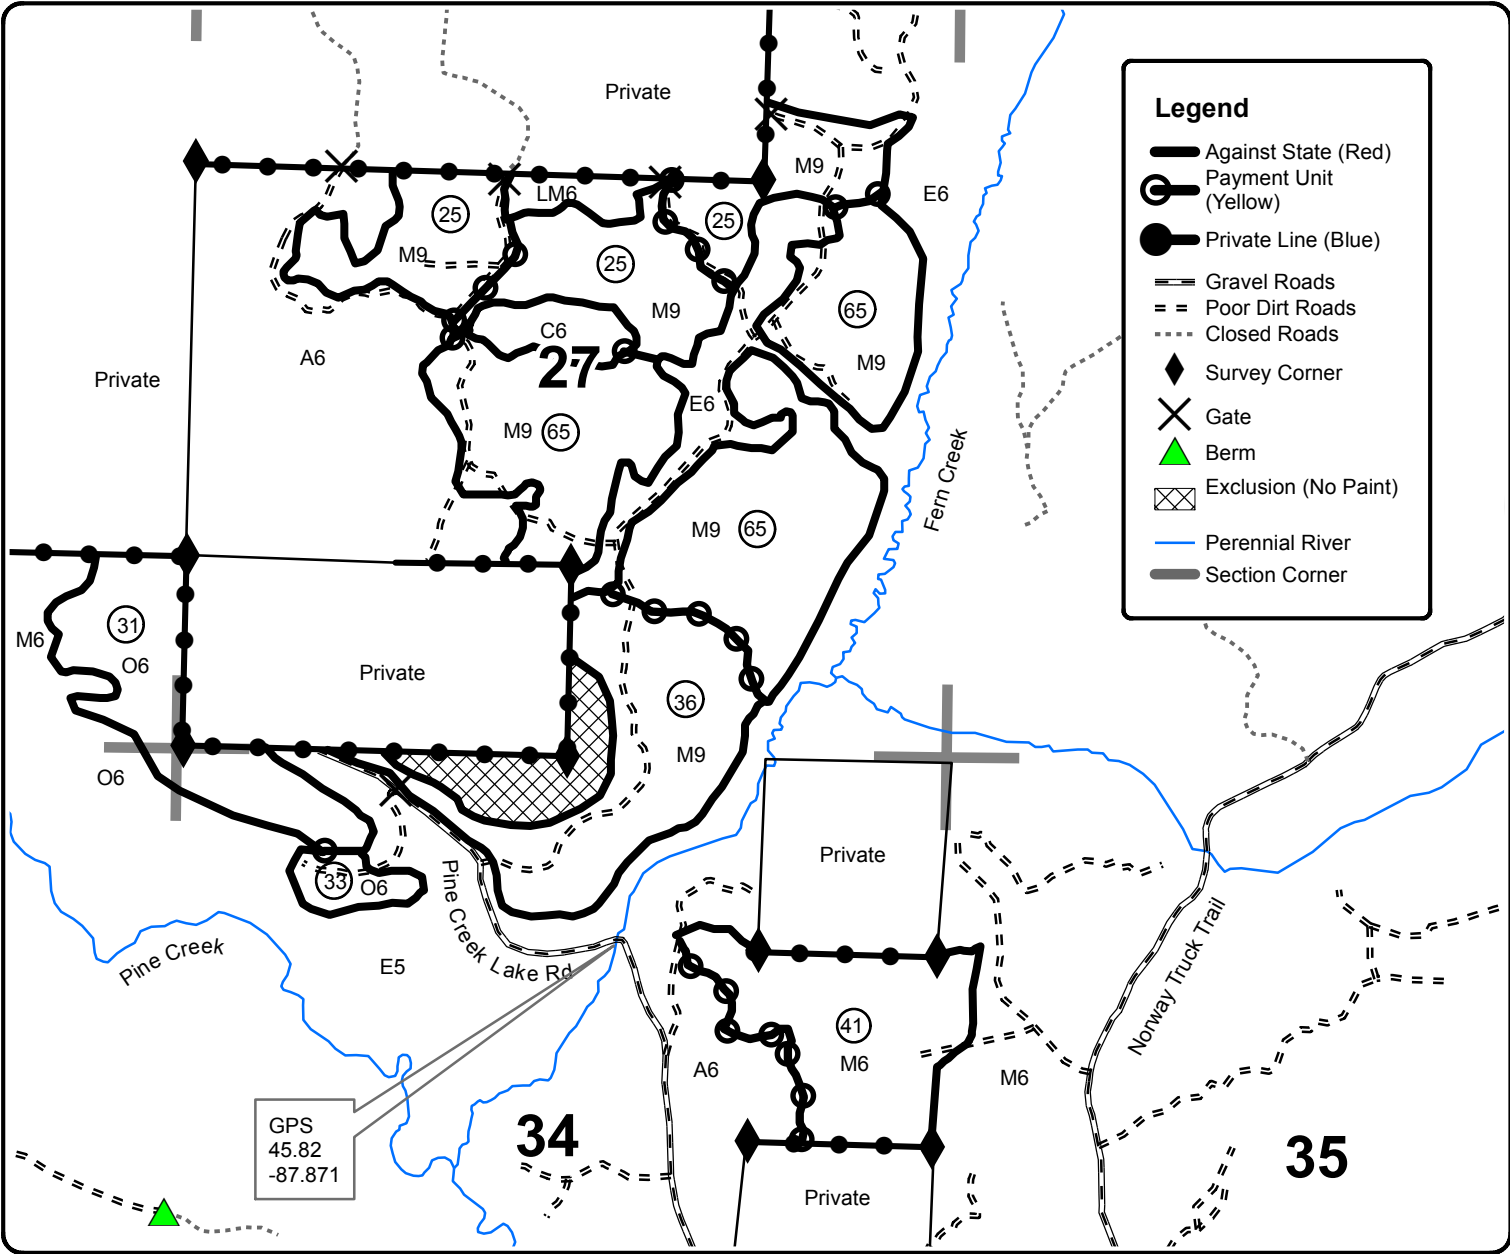 Private
Legend
Against State (Red)
Payment Unit
(Yellow)
Private Line (Blue)
Gravel Roads
Poor Dirt Roads
Closed Roads
Survey Corner
Gate
Berm
Exclusion (No Paint)
Perennial River
Section Corner
M9
LM6
E6
25
25
M9
25
65
M9
C6
A6
27
M9
Private
E6
M9
65
Fern Creek
M9
65
31
M6
O6
Private
36
M9
O6
Private
33
O6
Pine Creek Lake Rd
Pine Creek
E5
Norway Truck Trail
41
M6
A6
M6
GPS
45.82
-87.871
34
35
Private